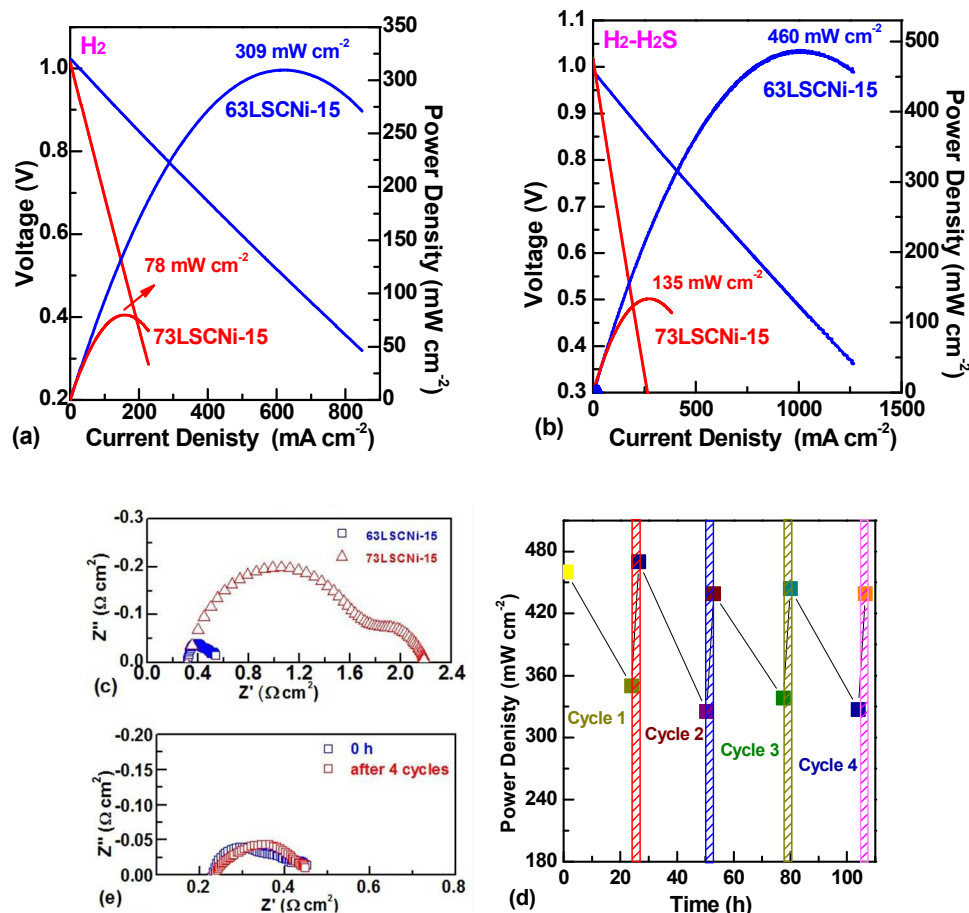 H2
309 mW cm-2
63LSCNi-15
78 mW cm-2
73LSCNi-15
Voltage (V)
1.0
0.8
0.6
0.4
0.2
350
300
250
200
150
100
50
0
Power Density (mW cm-2)
0 200 400 600 800
(a) Current Denisty (mA cm-2)
H2-H2S
460 mW cm-2
63LSCNi-15
135 mW cm-2
73LSCNi-15
Voltage (V)
1.1
1.0
0.9
0.8
0.7
0.6
0.5
0.4
0.3
500
400
300
200
100
0
Power Density (mW cm-2)
0 500 1000 1500
(b) Current Denisty (mA cm-2)
-0.3
-0.2
-0.1
0.0
Z'' (Ω cm2)
63LSCNi-15
73LSCNi-15
0.0 0.4 0.8 1.2 1.6 2.0 2.4
(c) Z' (Ω cm2)
-0.20
-0.15
-0.10
-0.05
0.00
Z'' (Ω cm2)
0 h
after 4 cycles
0.2 0.4 0.6 0.8
(e) Z' (Ω cm2)
Power Denisty (mW cm-2)
480
420
360
300
240
180
Cycle 1
Cycle 2
Cycle 3
Cycle 4
0 20 40 60 80 100
Time (h) (d)